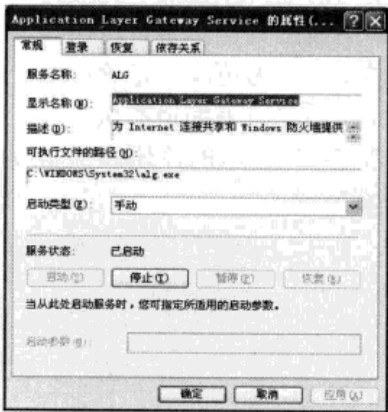 Application Layer Gateway Service 的属性(...
常规 登录 恢复 依存关系
服务名称: ALG
显示名称(N): Application Layer Gateway Service
描述(D): 为 Internet 连接共享和 Windows 防火墙提供
可执行文件的路径(H):
C:\WINDOWS\System32\alg.exe
启动类型(E): 手动
服务状态: 已启动
启动(S) 停止(T) 暂停(P) 恢复(R)
当从此处启动服务时,您可指定所适用的启动参数。
启动参数(M):
确定 取消 应用(A)